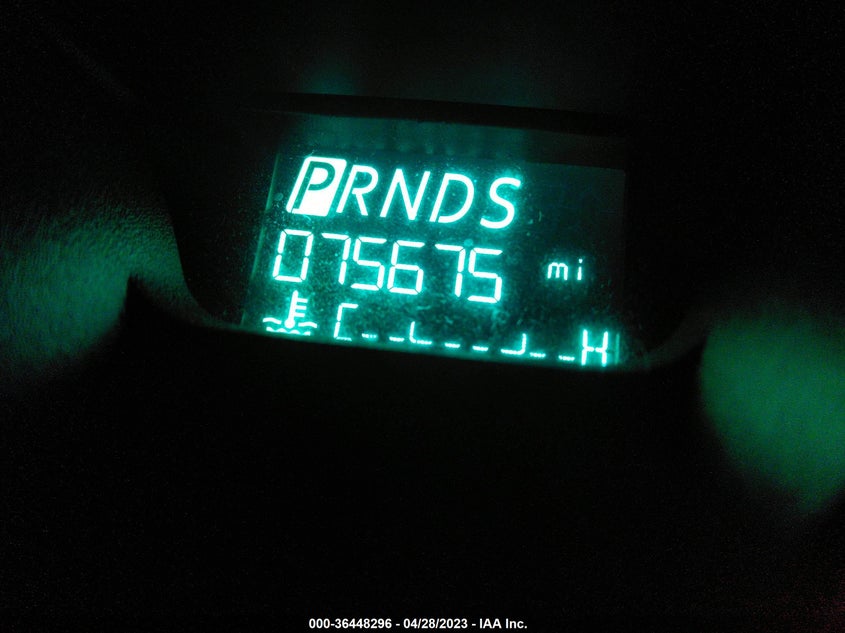 PRNDS
075675 mi
C H
000-36448296 - 04/28/2023 - IAA Inc.